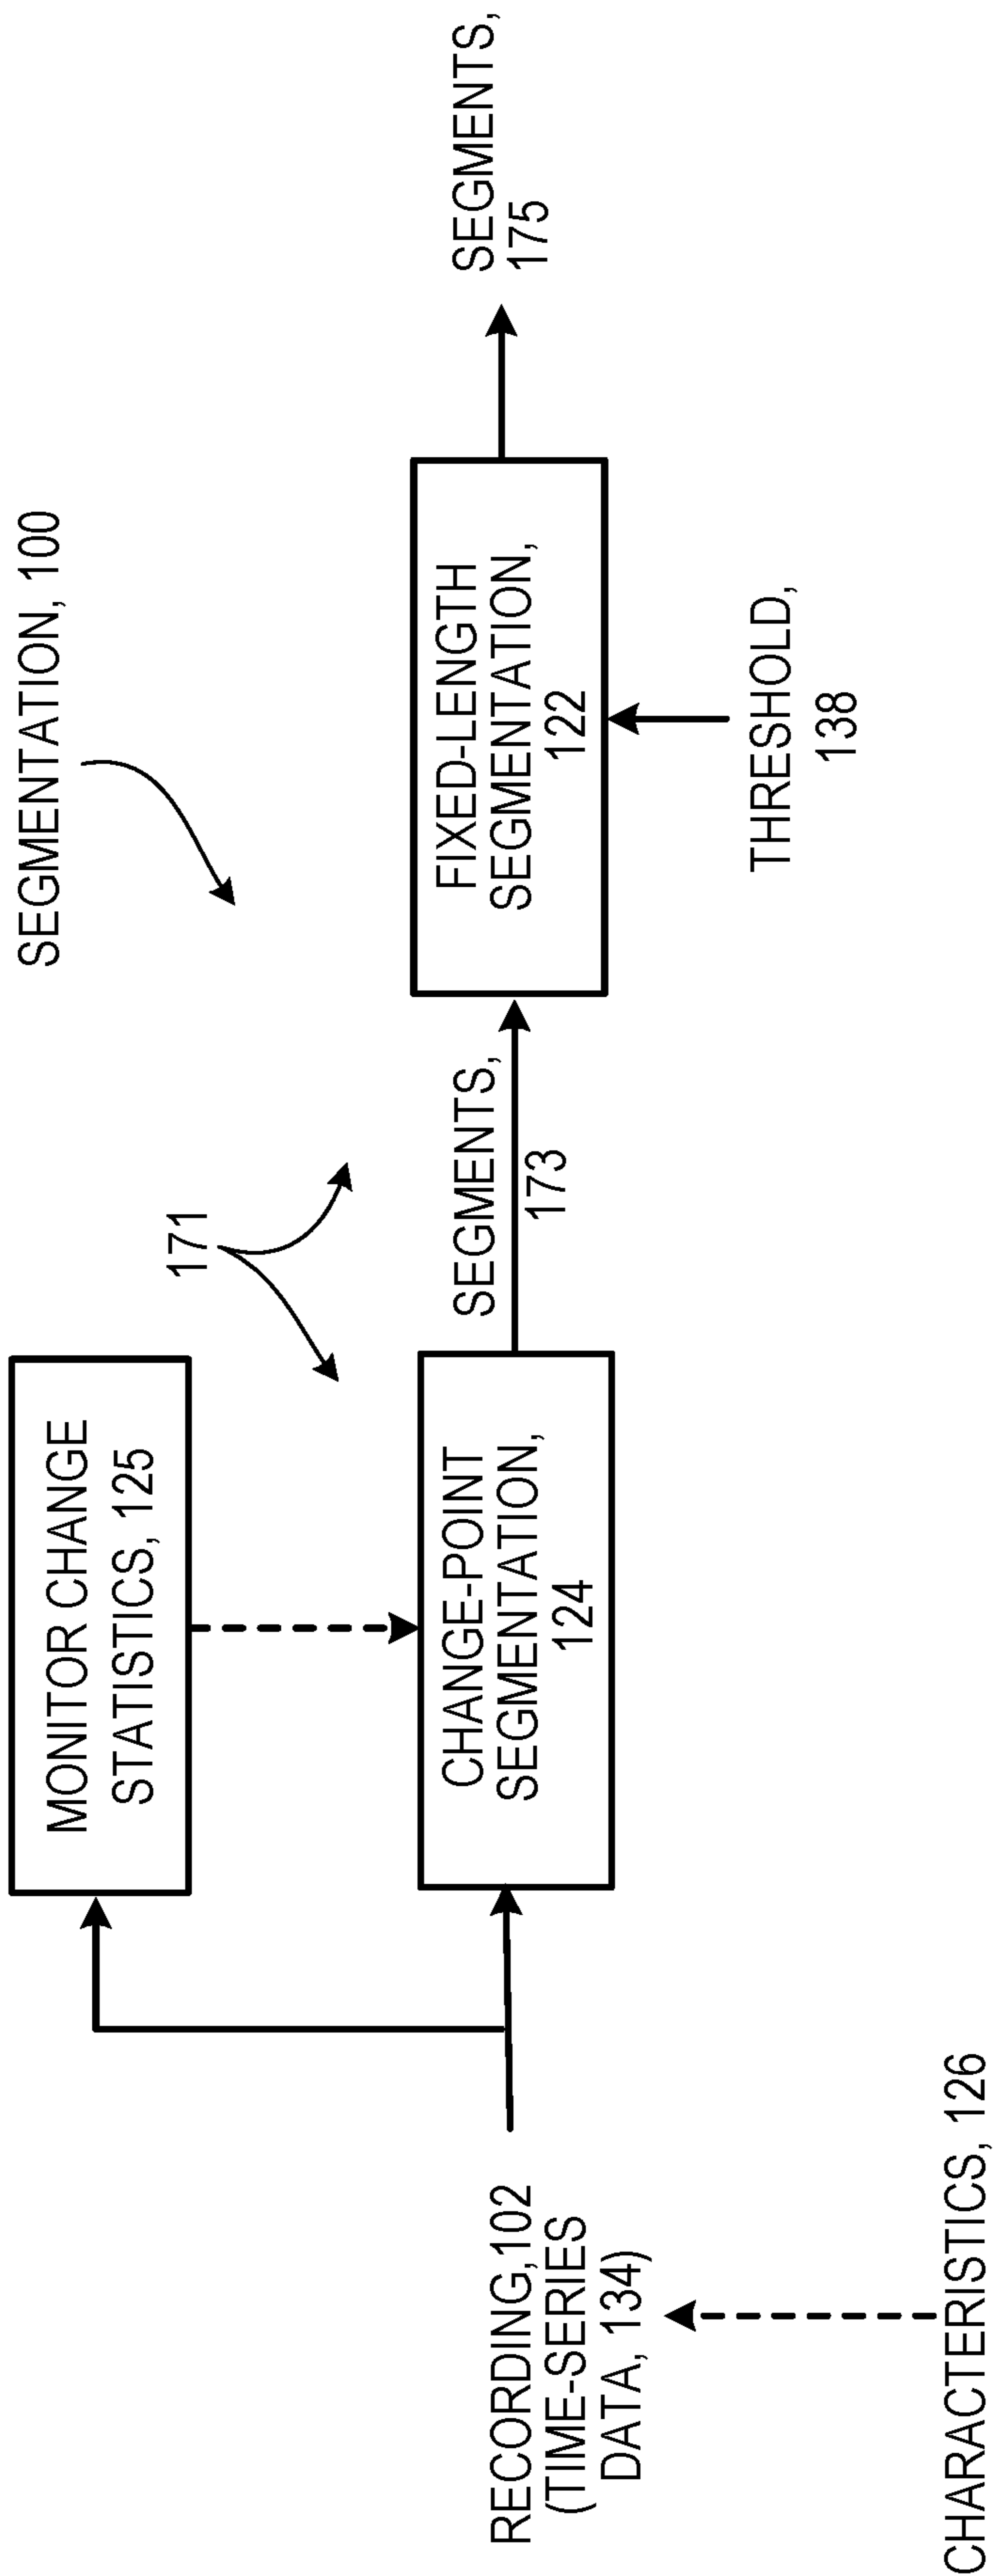 SEGMENTATION, 100
MONITOR CHANGE
STATISTICS, 125
171
RECORDING,102
(TIME-SERIES
DATA, 134)
CHANGE-POINT
SEGMENTATION,
124
SEGMENTS,
173
FIXED-LENGTH
SEGMENTATION,
122
SEGMENTS,
175
THRESHOLD,
138
CHARACTERISTICS, 126